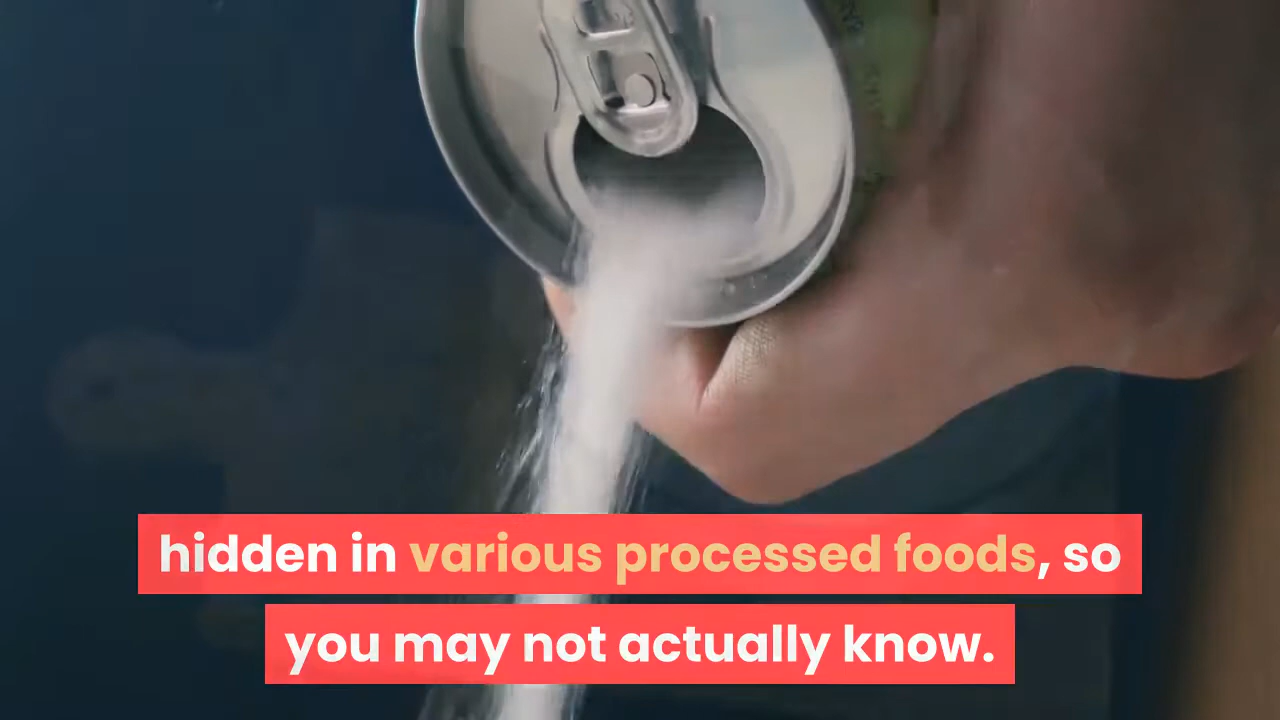 hidden in various processed foods, so
you may not actually know.